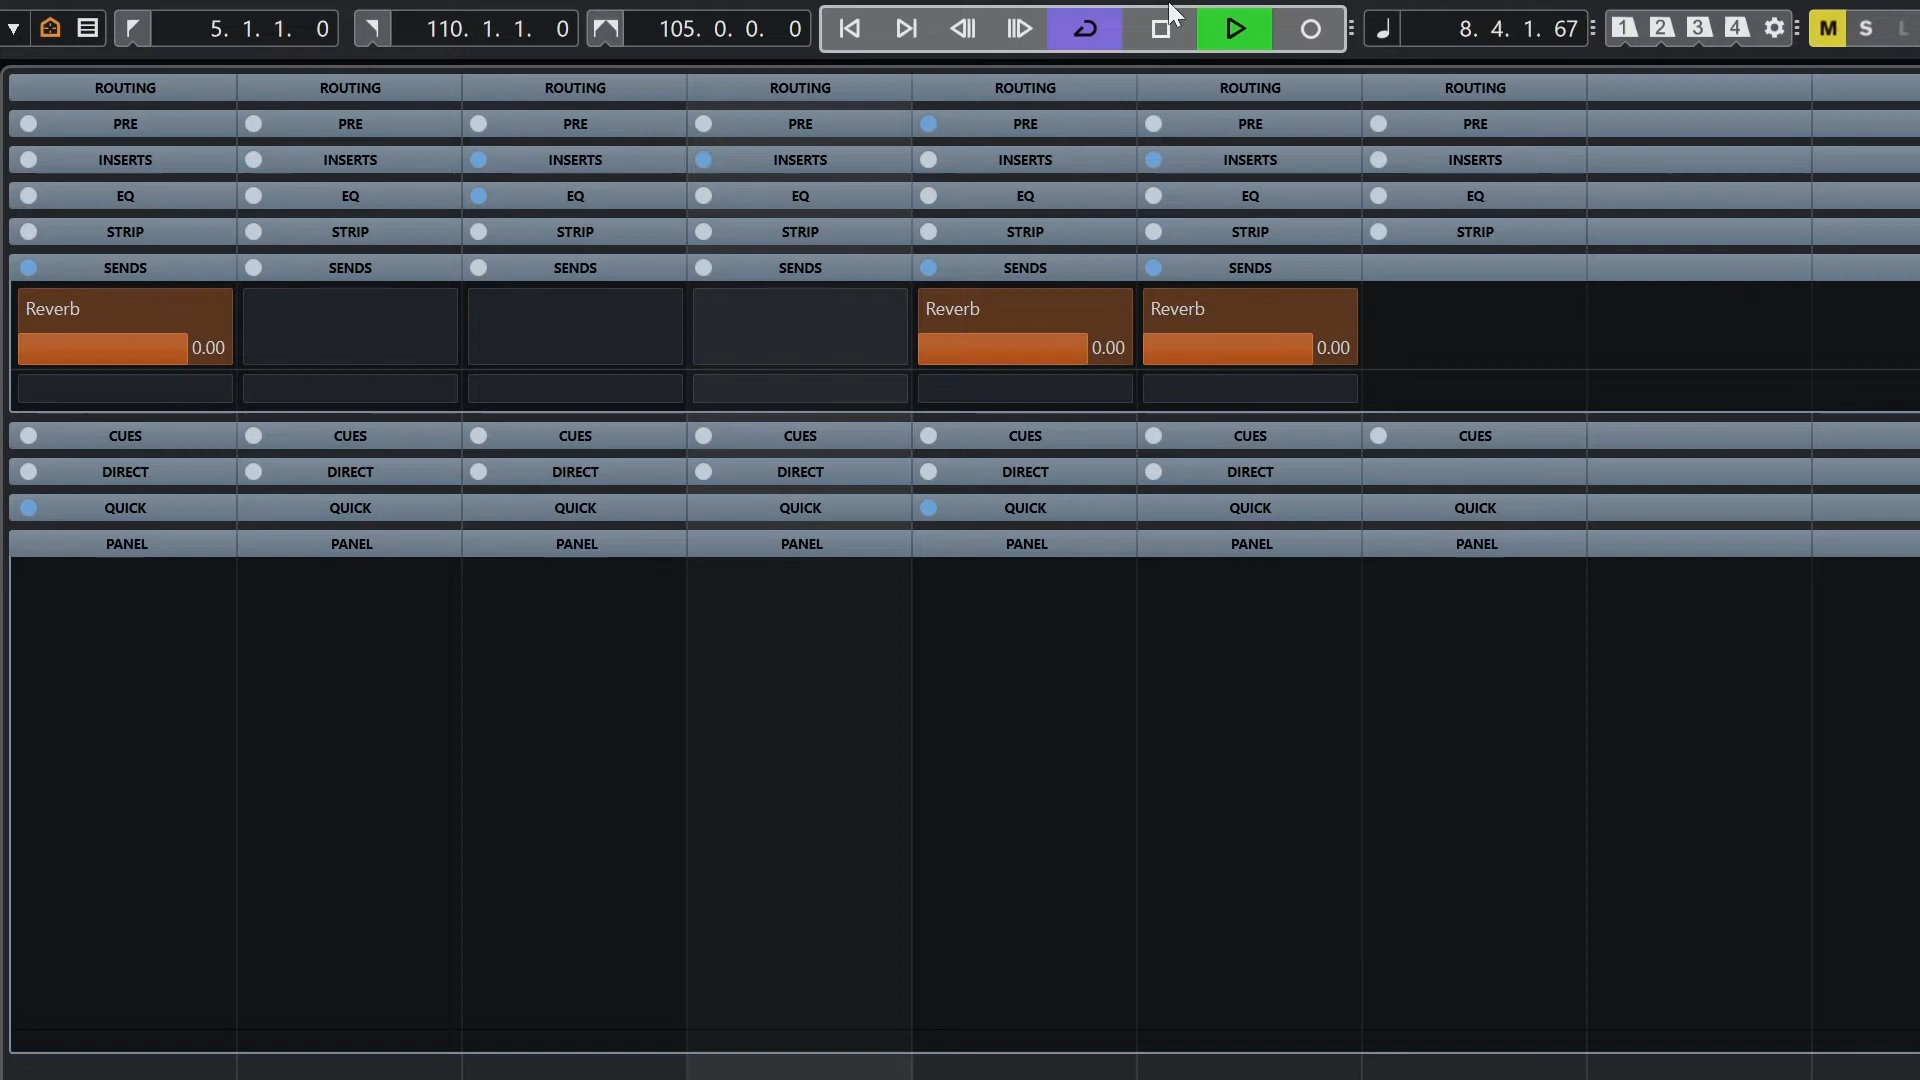 5. 1. 1. 0 110. 1. 1. 0 105. 0. 0. 0 8. 4. 1. 67 1 2 3 4 M S L
ROUTING ROUTING ROUTING ROUTING ROUTING ROUTING ROUTING
PRE PRE PRE PRE PRE PRE PRE
INSERTS INSERTS INSERTS INSERTS INSERTS INSERTS INSERTS
EQ EQ EQ EQ EQ EQ EQ
STRIP STRIP STRIP STRIP STRIP STRIP STRIP
SENDS SENDS SENDS SENDS SENDS SENDS
Reverb Reverb Reverb
0.00 0.00 0.00
CUES CUES CUES CUES CUES CUES CUES
DIRECT DIRECT DIRECT DIRECT DIRECT DIRECT
QUICK QUICK QUICK QUICK QUICK QUICK QUICK
PANEL PANEL PANEL PANEL PANEL PANEL PANEL